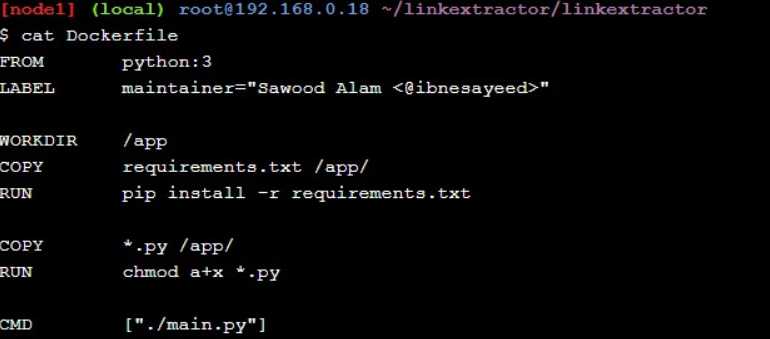 [node1] (local) root@192.168.0.18 ~/linkextractor/linkextractor
$ cat Dockerfile
FROM python:3
LABEL maintainer="Sawood Alam <@ibnesayeed>"
WORKDIR /app
COPY requirements.txt /app/
RUN pip install -r requirements.txt
COPY *.py /app/
RUN chmod a+x *.py
CMD ["./main.py"]